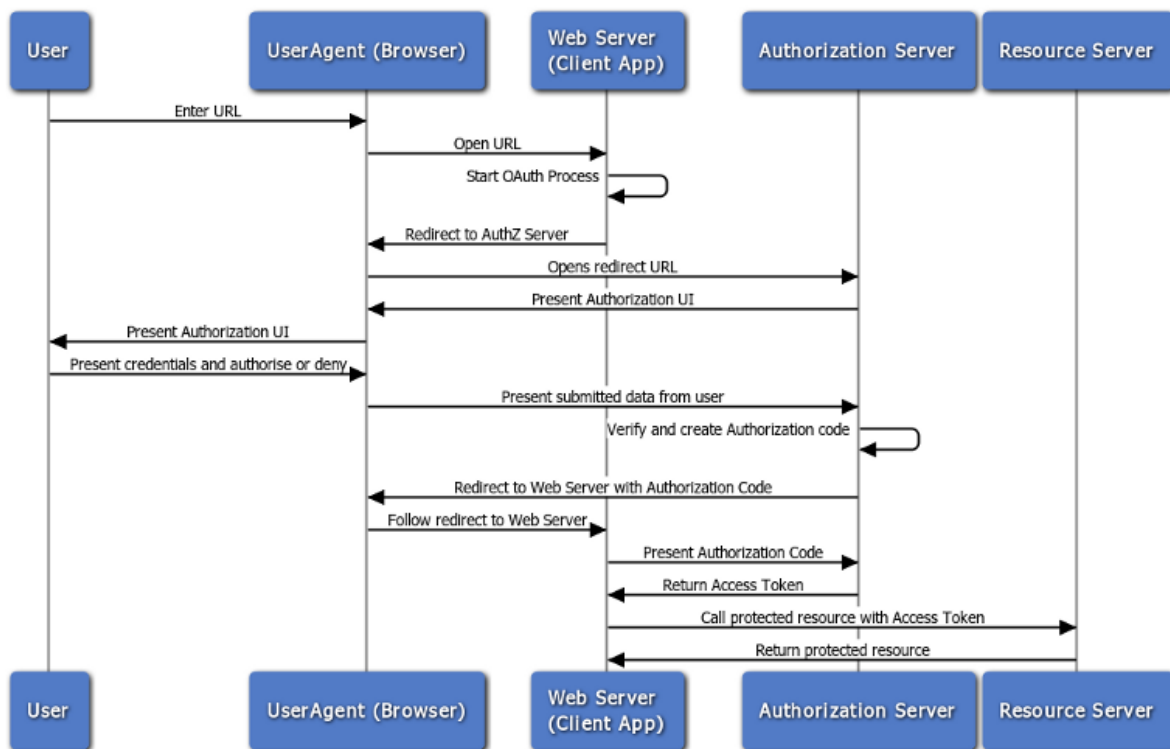 User
UserAgent (Browser)
Web Server
(Client App)
Authorization Server
Resource Server
Enter URL
Open URL
Start OAuth Process
Redirect to AuthZ Server
Opens redirect URL
Present Authorization UI
Present Authorization UI
Present credentials and authorise or deny
Present submitted data from user
Verify and create Authorization code
Redirect to Web Server with Authorization Code
Follow redirect to Web Server
Present Authorization Code
Return Access Token
Call protected resource with Access Token
Return protected resource
User
UserAgent (Browser)
Web Server
(Client App)
Authorization Server
Resource Server